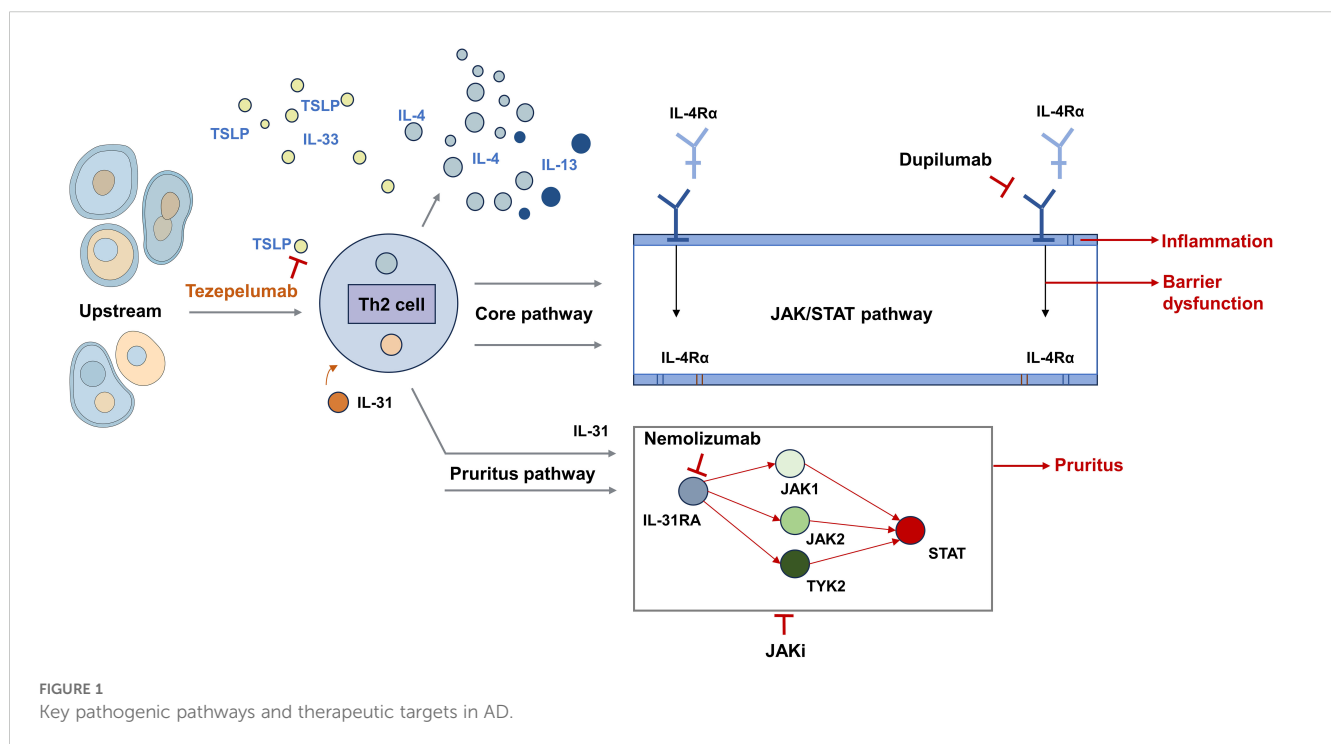 TSLP
TSLP
IL-33
IL-4
IL-4
IL-13
IL-4Rα
IL-4Rα
Dupilumab
TSLP
Tezepelumab
Upstream
Th2 cell
Core pathway
JAK/STAT pathway
Inflammation
Barrier
dysfunction
IL-4Rα
IL-4Rα
IL-31
IL-31
Pruritus pathway
Nemolizumab
IL-31RA
JAK1
JAK2
TYK2
STAT
Pruritus
JAKi
FIGURE 1
Key pathogenic pathways and therapeutic targets in AD.